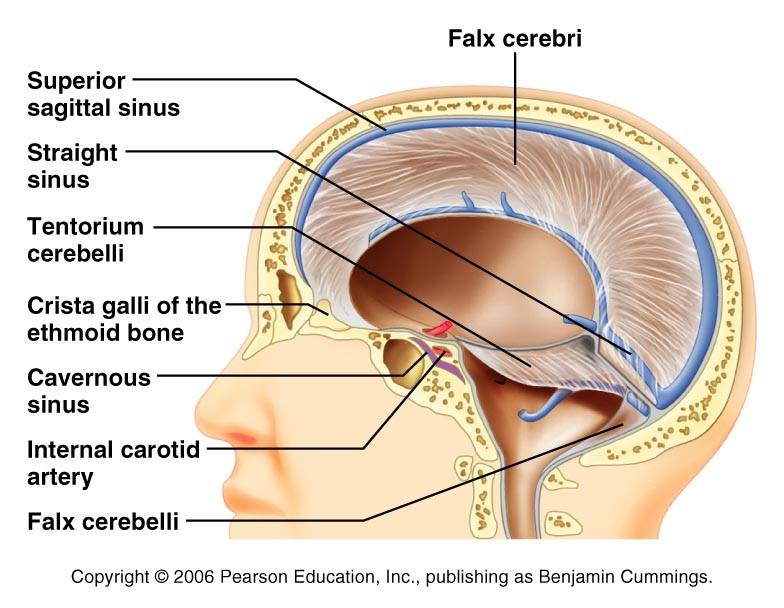 Falx cerebri
Superior
sagittal sinus
Straight
sinus
Tentorium
cerebelli
Crista galli of the
ethmoid bone
Cavernous
sinus
Internal carotid
artery
Falx cerebelli
Copyright © 2006 Pearson Education, Inc., publishing as Benjamin Cummings.